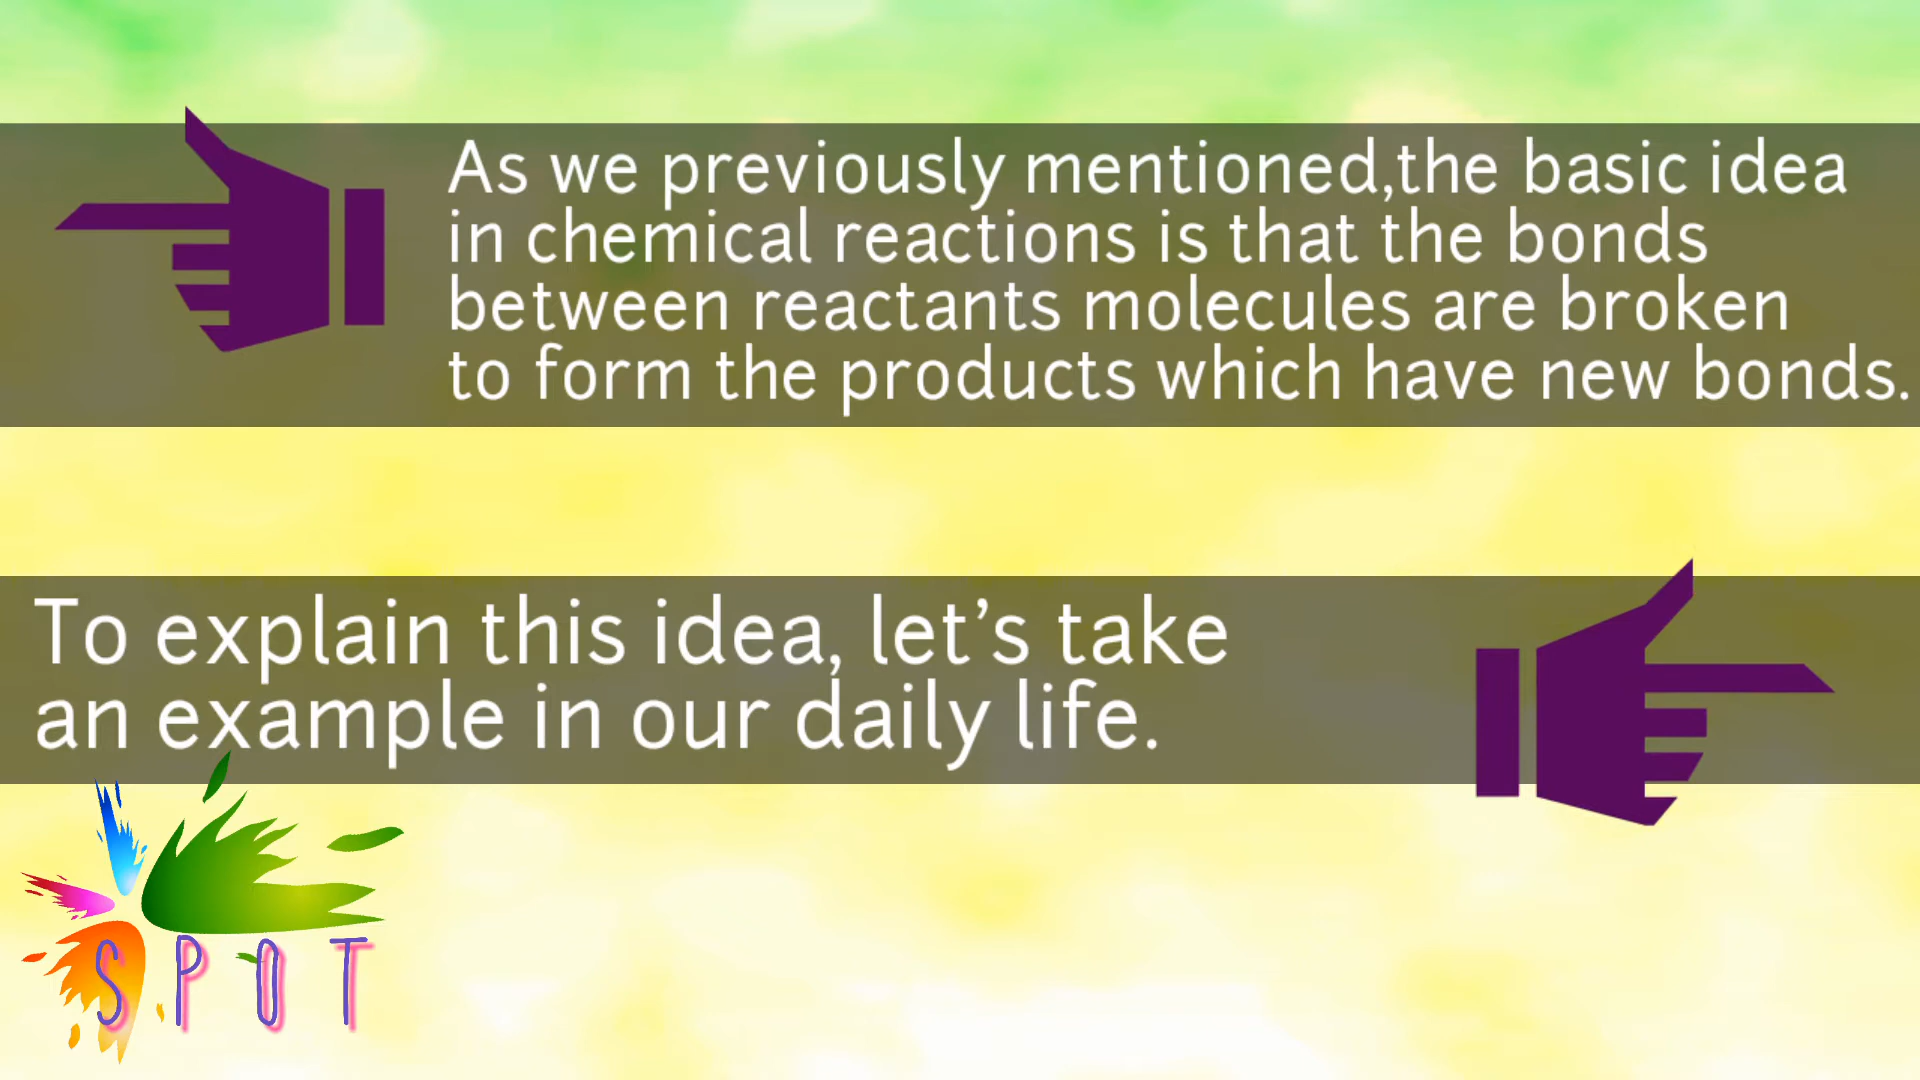 As we previously mentioned,the basic idea
in chemical reactions is that the bonds
between reactants molecules are broken
to form the products which have new bonds.
To explain this idea, let’s take
an example in our daily life.
SPOT